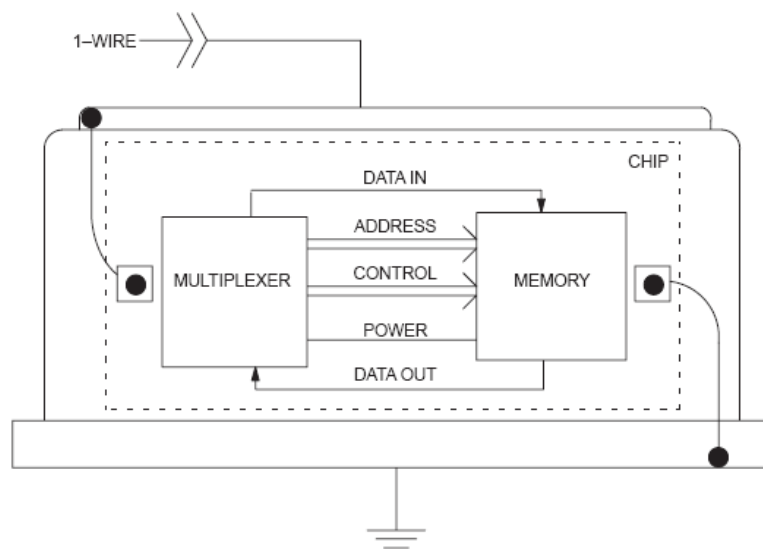 1–WIRE
CHIP
DATA IN
ADDRESS
MULTIPLEXER
CONTROL
MEMORY
POWER
DATA OUT